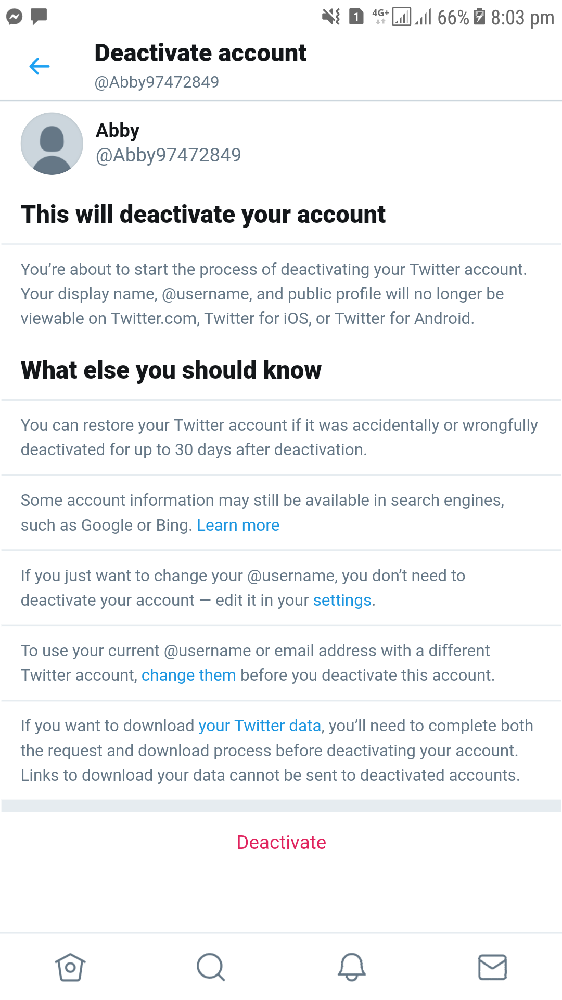 1 4G+ 66% 8:03 pm
Deactivate account
@Abby97472849
Abby
@Abby97472849
This will deactivate your account
You’re about to start the process of deactivating your Twitter account.
Your display name, @username, and public profile will no longer be
viewable on Twitter.com, Twitter for iOS, or Twitter for Android.
What else you should know
You can restore your Twitter account if it was accidentally or wrongfully
deactivated for up to 30 days after deactivation.
Some account information may still be available in search engines,
such as Google or Bing. Learn more
If you just want to change your @username, you don’t need to
deactivate your account — edit it in your settings.
To use your current @username or email address with a different
Twitter account, change them before you deactivate this account.
If you want to download your Twitter data, you’ll need to complete both
the request and download process before deactivating your account.
Links to download your data cannot be sent to deactivated accounts.
Deactivate